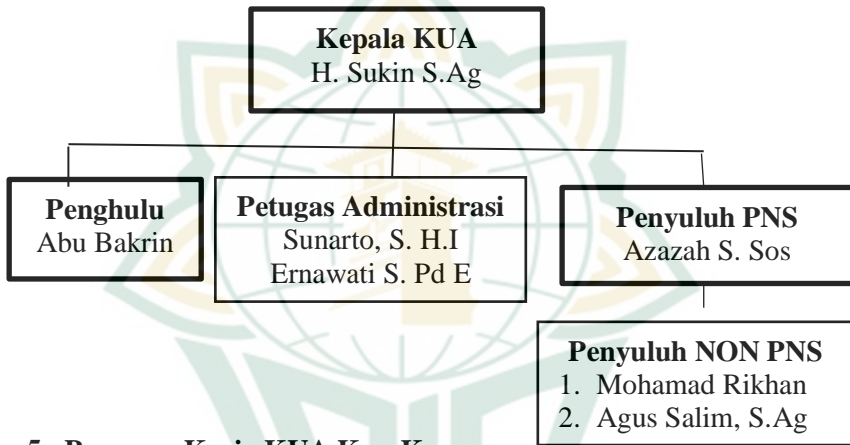 Kepala KUA
H. Sukin S.Ag
Penghulu
Abu Bakrin
Petugas Administrasi
Sunarto, S. H.I
Ernawati S. Pd E
Penyuluh PNS
Azazah S. Sos
Penyuluh NON PNS
1. Mohamad Rikhan
2. Agus Salim, S.Ag